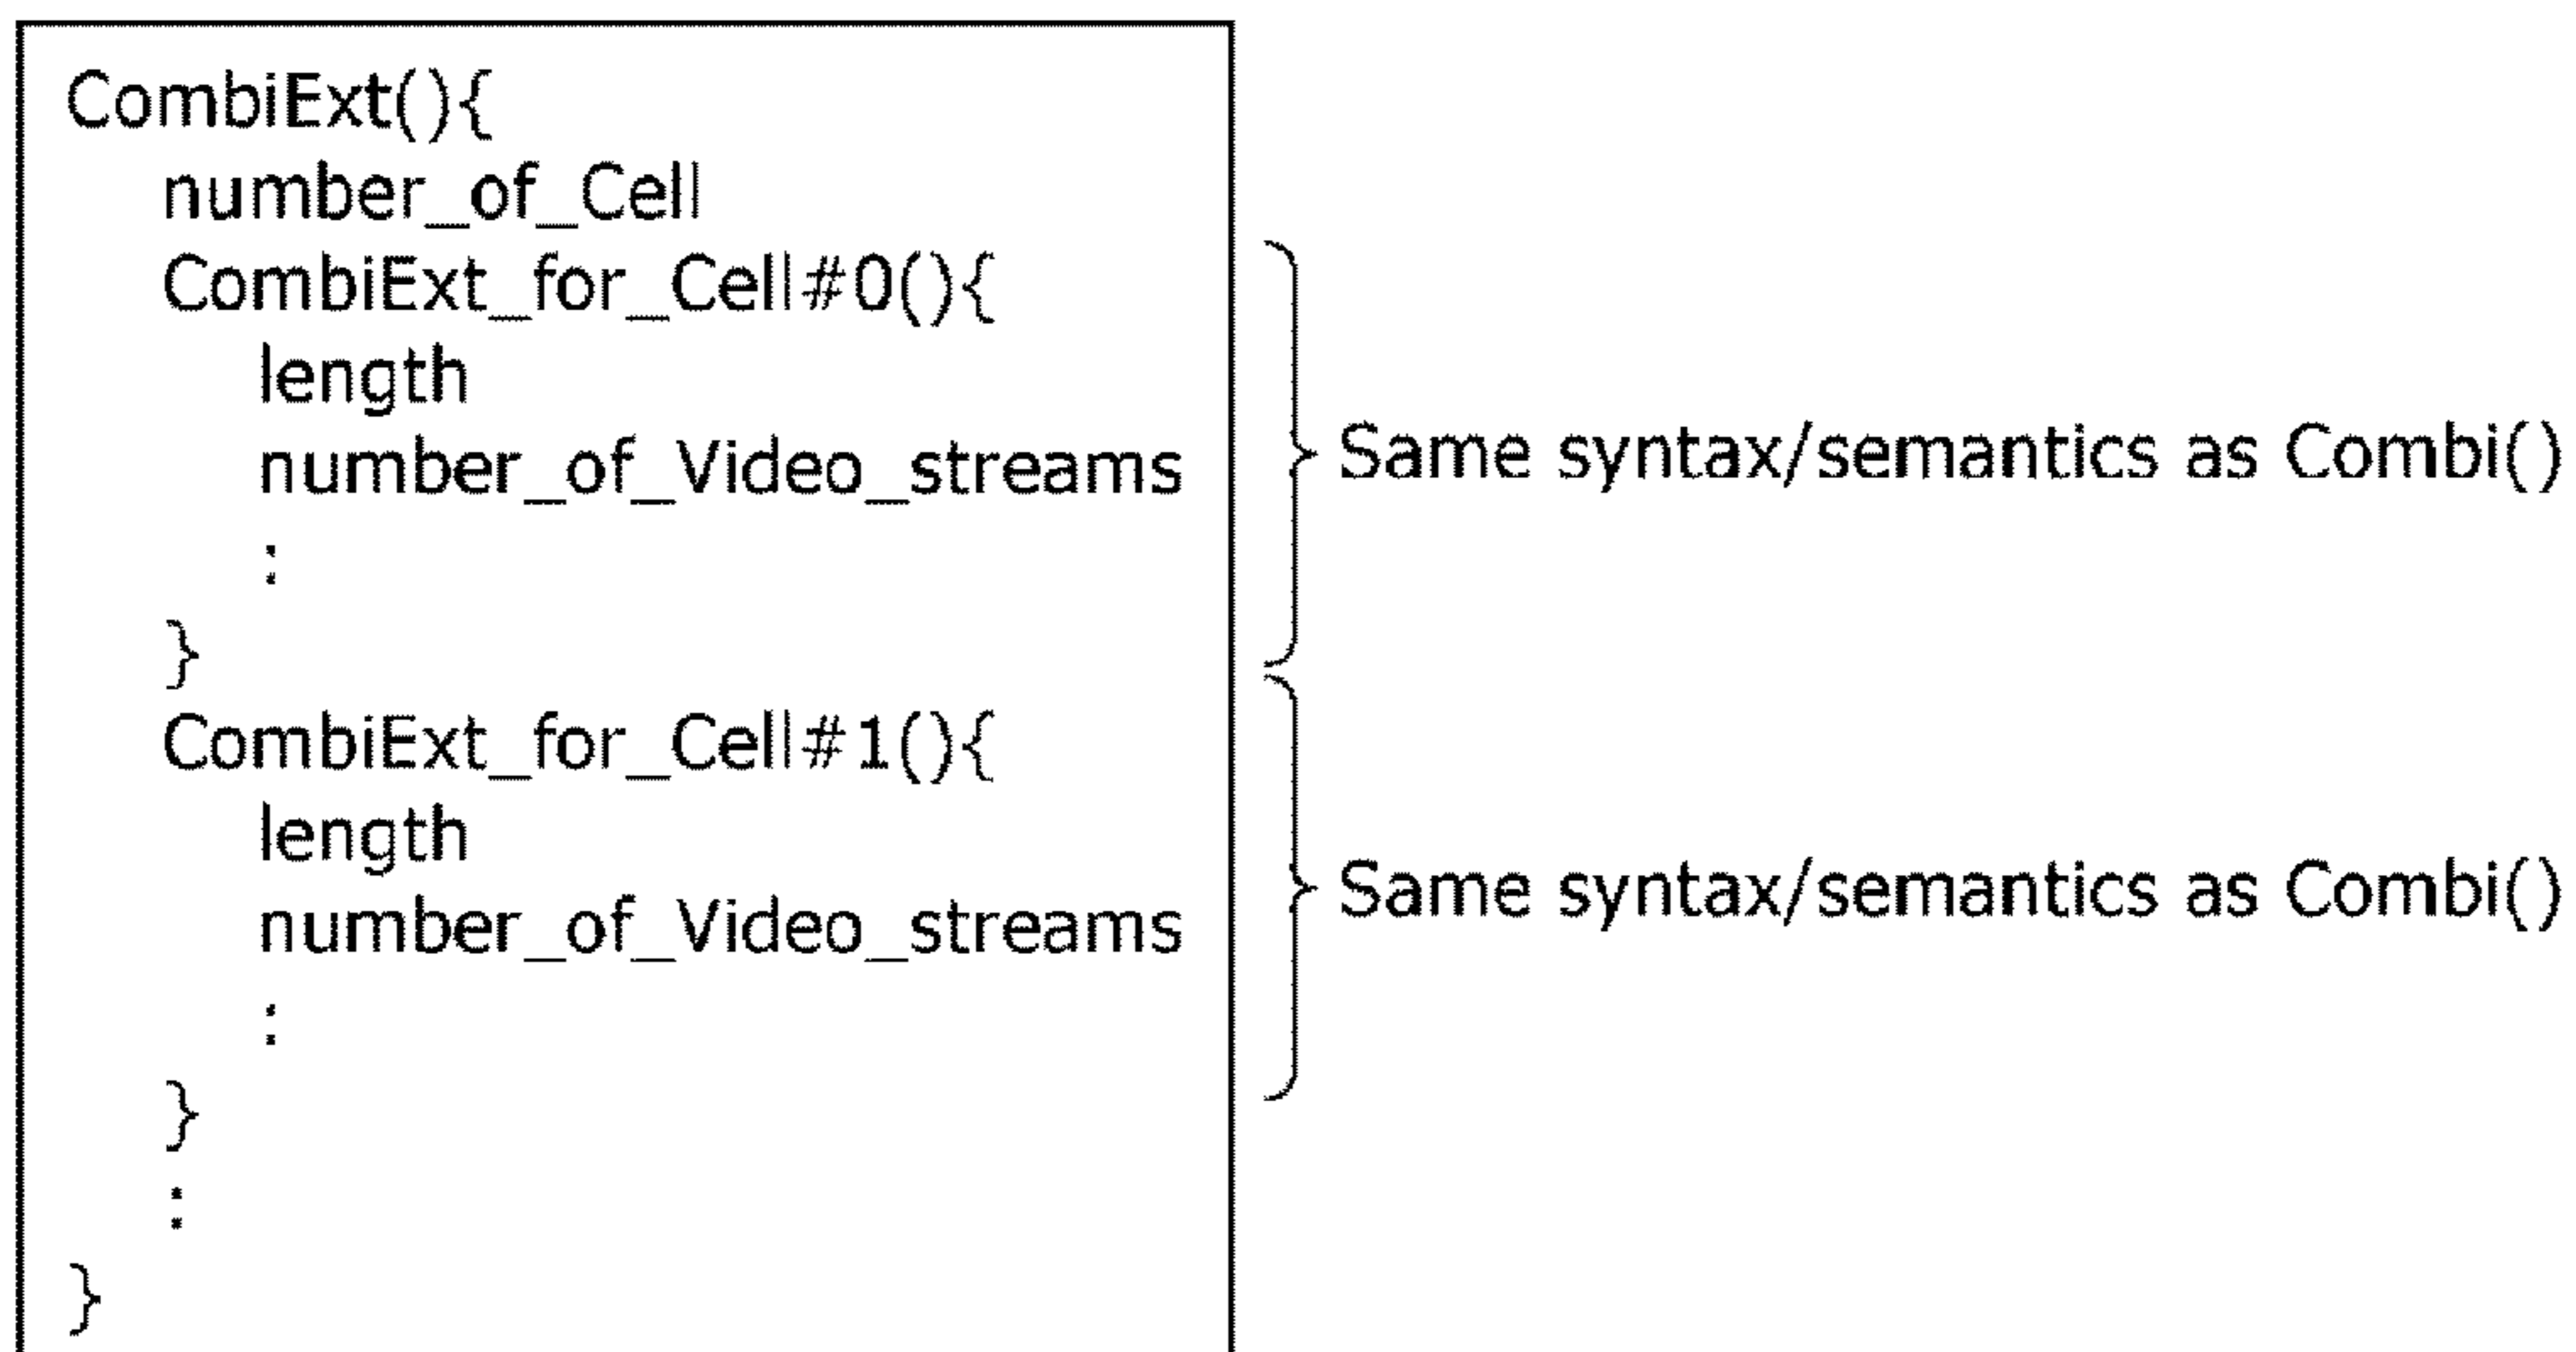 CombiExt(){
number_of_Cell
CombiExt_for_Cell#0(){
length
number_of_Video_streams
:
}
Same syntax/semantics as Combi()
CombiExt_for_Cell#1(){
length
number_of_Video_streams
:
}
Same syntax/semantics as Combi()
:
}